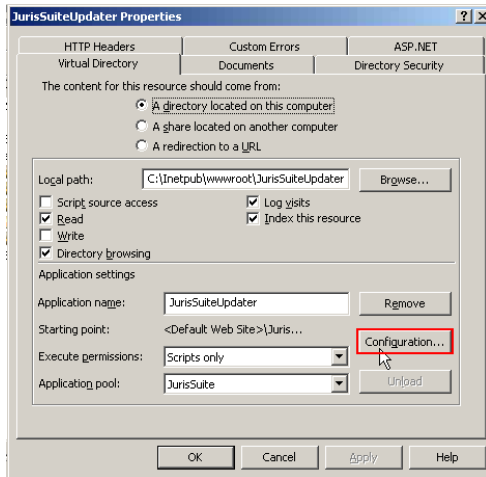 JurisSuiteUpdater Properties
HTTP Headers Custom Errors ASP.NET
Virtual Directory Documents Directory Security
The content for this resource should come from:
A directory located on this computer
A share located on another computer
A redirection to a URL
Local path: C:\Inetpub\wwwroot\JurisSuiteUpdater Browse...
Script source access Log visits
Read Index this resource
Write
Directory browsing
Application settings
Application name: JurisSuiteUpdater Remove
Starting point: <Default Web Site>\Juris...
Configuration...
Execute permissions: Scripts only
Application pool: JurisSuite Unload
OK Cancel Apply Help